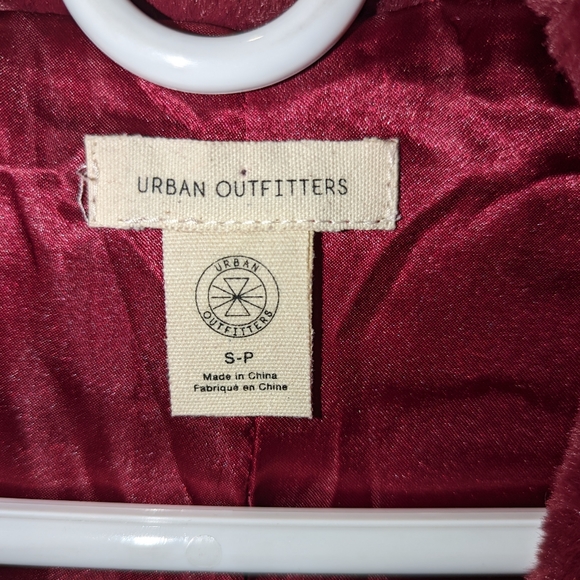 URBAN OUTFITTERS
URBAN
OUTFITTERS
S-P
Made in China
Fabriqué en Chine